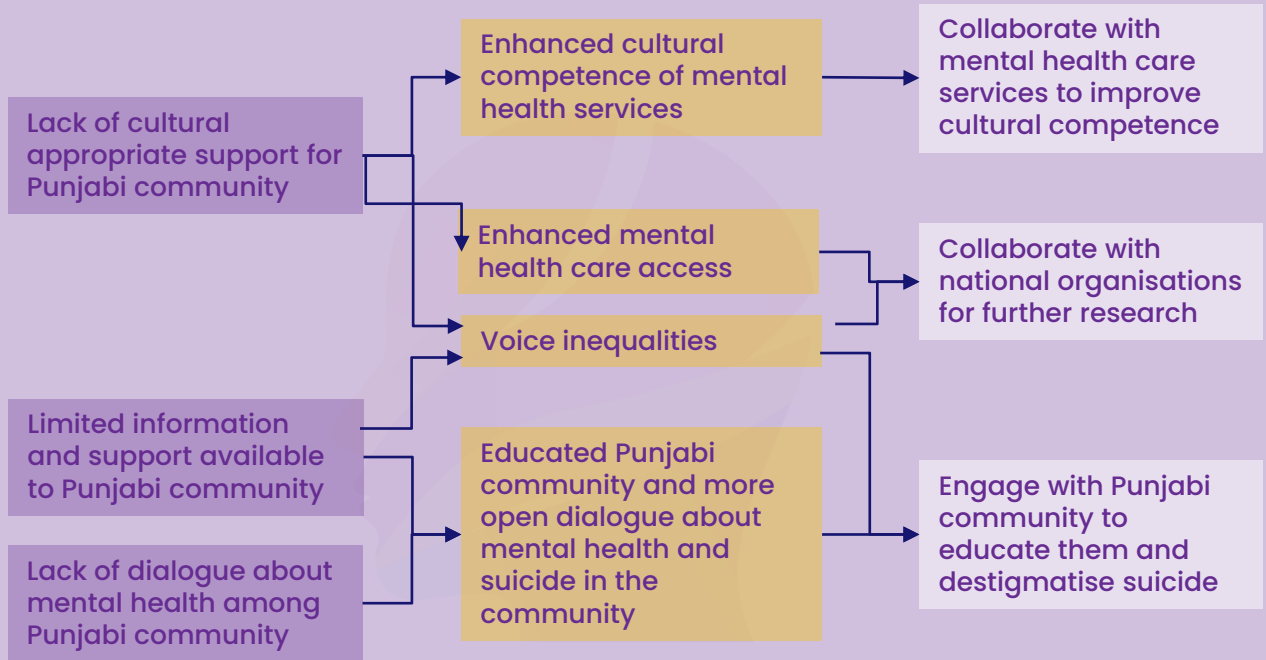 Lack of cultural
appropriate support for
Punjabi community
Limited information
and support available
to Punjabi community
Lack of dialogue about
mental health among
Punjabi community
Enhanced cultural
competence of mental
health services
Enhanced mental
health care access
Voice inequalities
Educated Punjabi
community and more
open dialogue about
mental health and
suicide in the
community
Collaborate with
mental health care
services to improve
cultural competence
Collaborate with
national organisations
for further research
Engage with Punjabi
community to
educate them and
destigmatise suicide